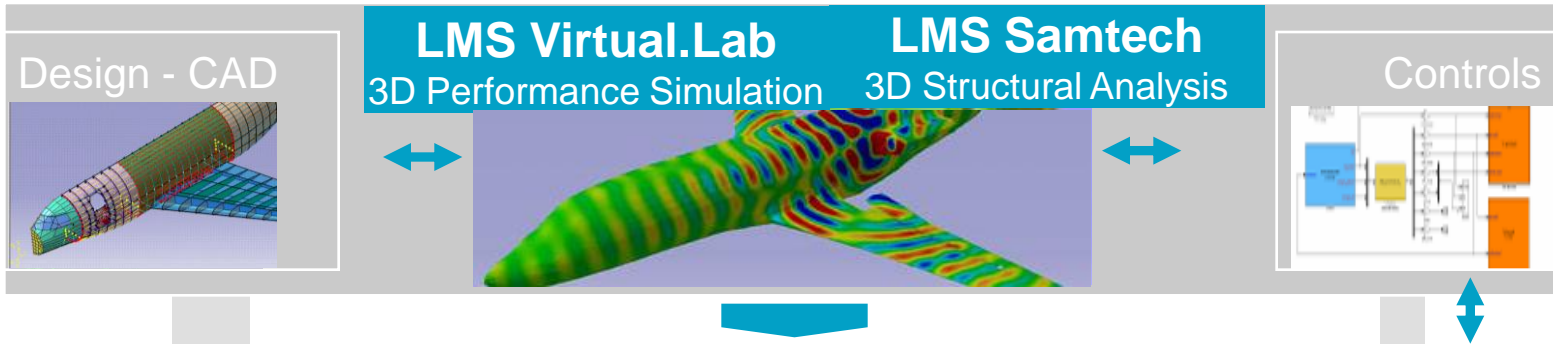 Design - CAD
LMS Virtual.Lab
3D Performance Simulation
LMS Samtech
3D Structural Analysis
Controls